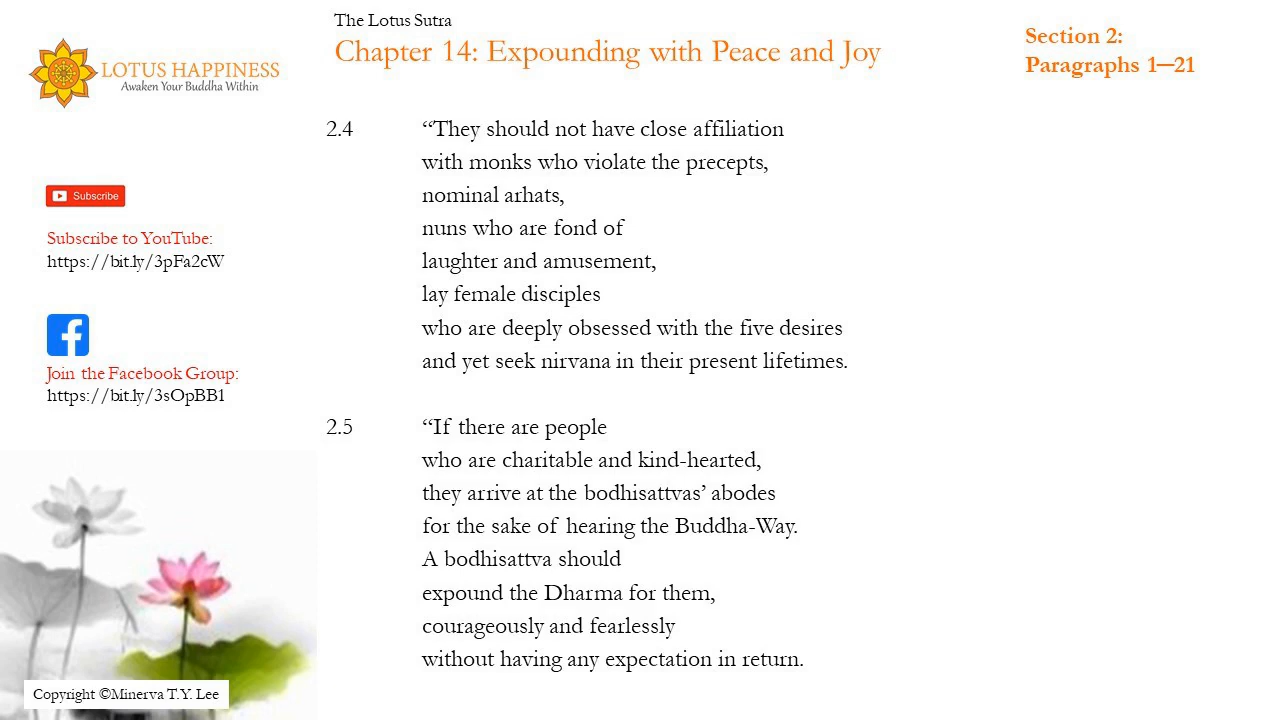 The Lotus Sutra
Chapter 14: Expounding with Peace and Joy
Section 2:
Paragraphs 1—21
LOTUS HAPPINESS
Awaken Your Buddha Within
Subscribe
Subscribe to YouTube:
https://bit.ly/3pFa2cW
Join the Facebook Group:
https://bit.ly/3sOpBB1
2.4 “They should not have close affiliation
with monks who violate the precepts,
nominal arhats,
nuns who are fond of
laughter and amusement,
lay female disciples
who are deeply obsessed with the five desires
and yet seek nirvana in their present lifetimes.
2.5 “If there are people
who are charitable and kind-hearted,
they arrive at the bodhisattvas’ abodes
for the sake of hearing the Buddha-Way.
A bodhisattva should
expound the Dharma for them,
courageously and fearlessly
without having any expectation in return.
Copyright ©Minerva T.Y. Lee